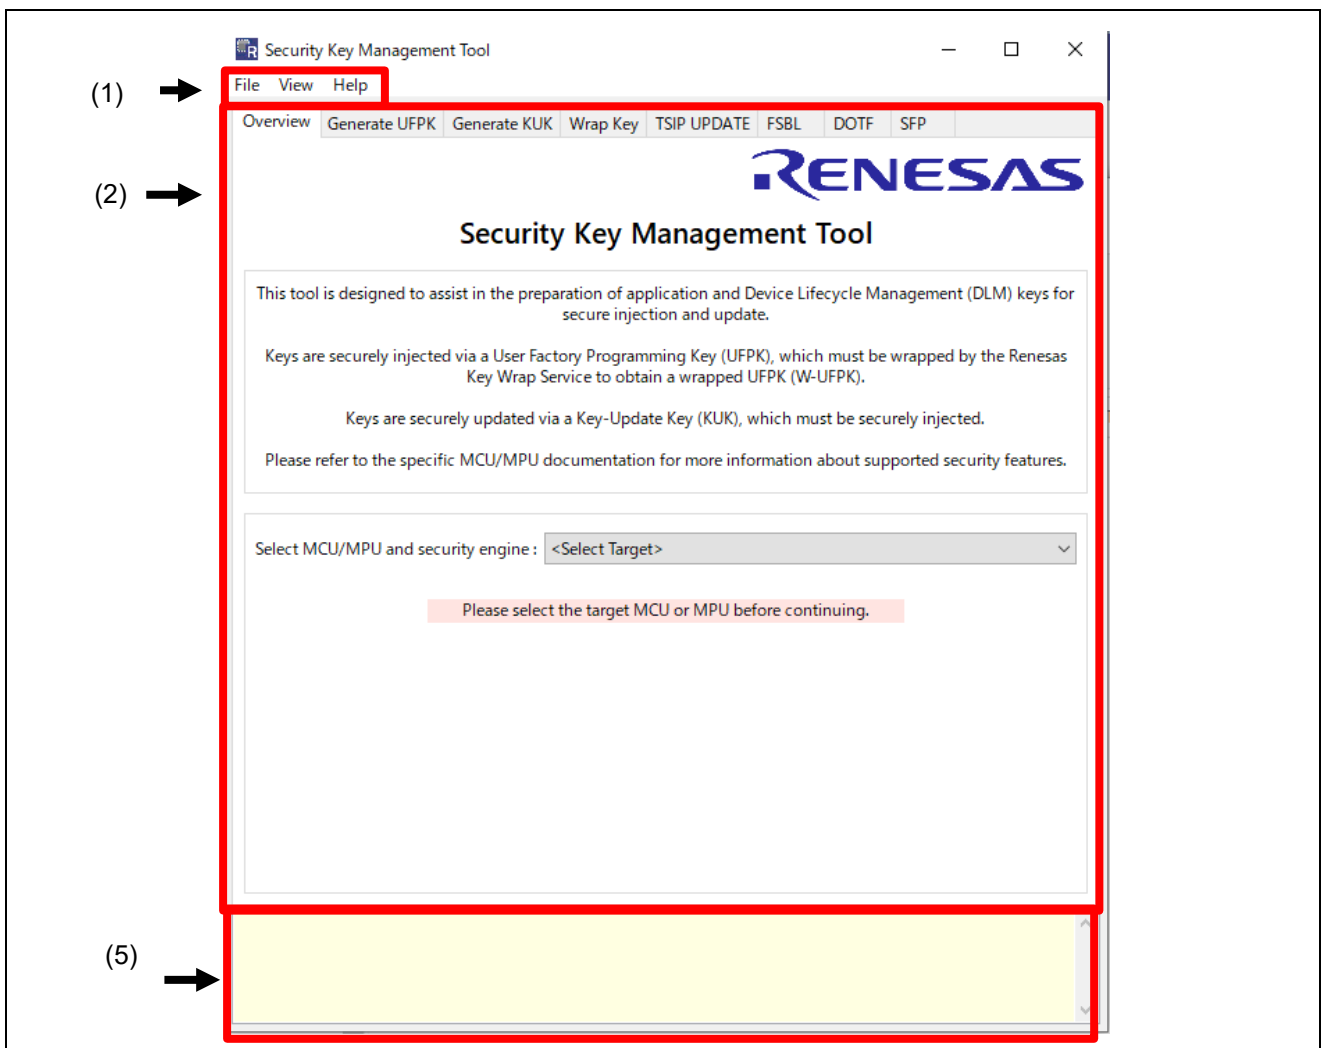 Security Key Management Tool
(1)
File View Help
Overview Generate UFPK Generate KUK Wrap Key TSIP UPDATE FSBL DOTF SFP
(2)
RENESAS
Security Key Management Tool
This tool is designed to assist in the preparation of application and Device Lifecycle Management (DLM) keys for
secure injection and update.
Keys are securely injected via a User Factory Programming Key (UFPK), which must be wrapped by the Renesas
Key Wrap Service to obtain a wrapped UFPK (W-UFPK).
Keys are securely updated via a Key-Update Key (KUK), which must be securely injected.
Please refer to the specific MCU/MPU documentation for more information about supported security features.
Select MCU/MPU and security engine : <Select Target>
Please select the target MCU or MPU before continuing.
(5)